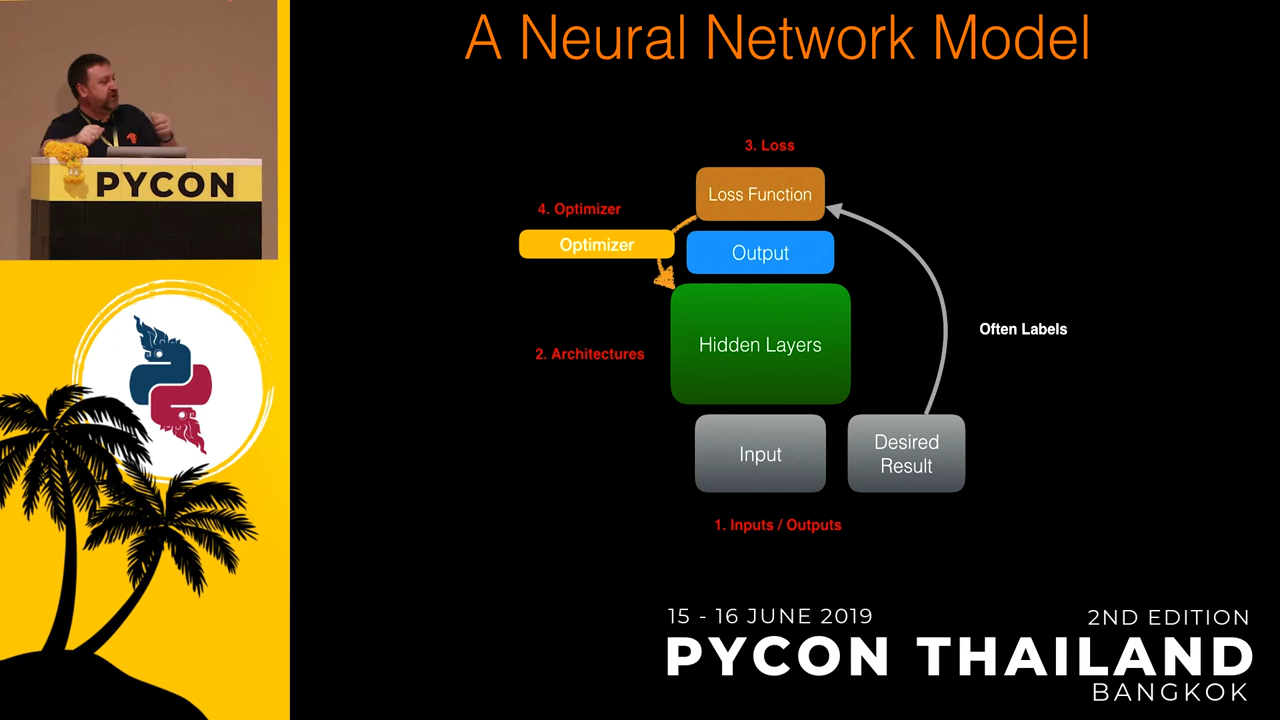 A Neural Network Model
PYCON
3. Loss
Loss Function
4. Optimizer
Optimizer
Output
Hidden Layers
Often Labels
2. Architectures
Input
Desired
Result
1. Inputs / Outputs
15 - 16 JUNE 2019
2ND EDITION
PYCON THAILAND
BANGKOK